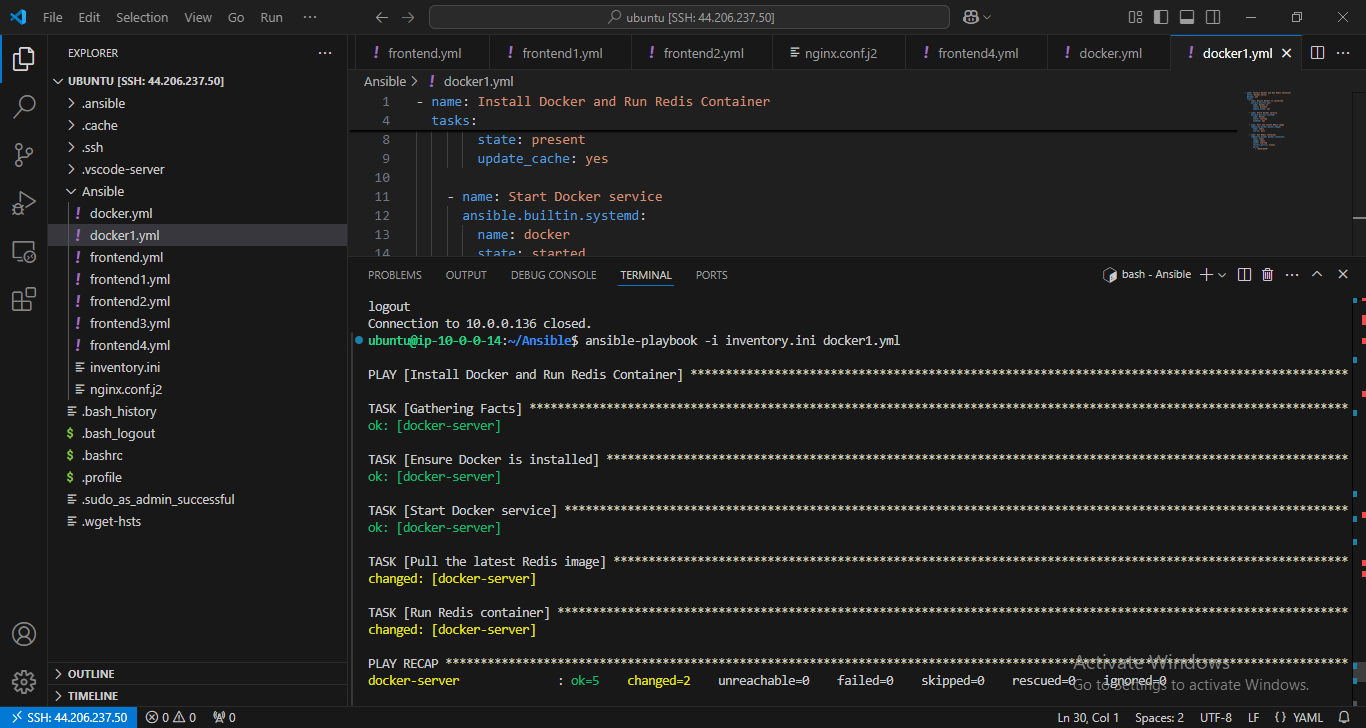 File Edit Selection View Go Run ··· ubuntu [SSH: 44.206.237.50]
EXPLORER ···
UBUNTU [SSH: 44.206.237.50]
.ansible
.cache
.ssh
.vscode-server
Ansible
! docker.yml
! docker1.yml
! frontend.yml
! frontend1.yml
! frontend2.yml
! frontend3.yml
! frontend4.yml
inventory.ini
nginx.conf.j2
.bash_history
$ .bash_logout
$ .bashrc
$ .profile
.sudo_as_admin_successful
.wget-hsts
OUTLINE
TIMELINE
! frontend.yml ! frontend1.yml ! frontend2.yml nginx.conf.j2 ! frontend4.yml ! docker.yml ! docker1.yml ···
Ansible > ! docker1.yml
1 - name: Install Docker and Run Redis Container
4 tasks:
8 state: present
9 update_cache: yes
10
11 - name: Start Docker service
12 ansible.builtin.systemd:
13 name: docker
14 state: started
PROBLEMS OUTPUT DEBUG CONSOLE TERMINAL PORTS bash - Ansible ···
logout
Connection to 10.0.0.136 closed.
ubuntu@ip-10-0-0-14:~/Ansible$ ansible-playbook -i inventory.ini docker1.yml
PLAY [Install Docker and Run Redis Container] **********************************************************************************************
TASK [Gathering Facts] *********************************************************************************************************************
ok: [docker-server]
TASK [Ensure Docker is installed] **********************************************************************************************************
ok: [docker-server]
TASK [Start Docker service] ****************************************************************************************************************
ok: [docker-server]
TASK [Pull the latest Redis image] *********************************************************************************************************
changed: [docker-server]
TASK [Run Redis container] *****************************************************************************************************************
changed: [docker-server]
PLAY RECAP *********************************************************************************************************************************
docker-server : ok=5 changed=2 unreachable=0 failed=0 skipped=0 rescued=0 ignored=0
Activate Windows
Go to Settings to activate Windows.
SSH: 44.206.237.50 0 0 0 Ln 30, Col 1 Spaces: 2 UTF-8 LF {} YAML